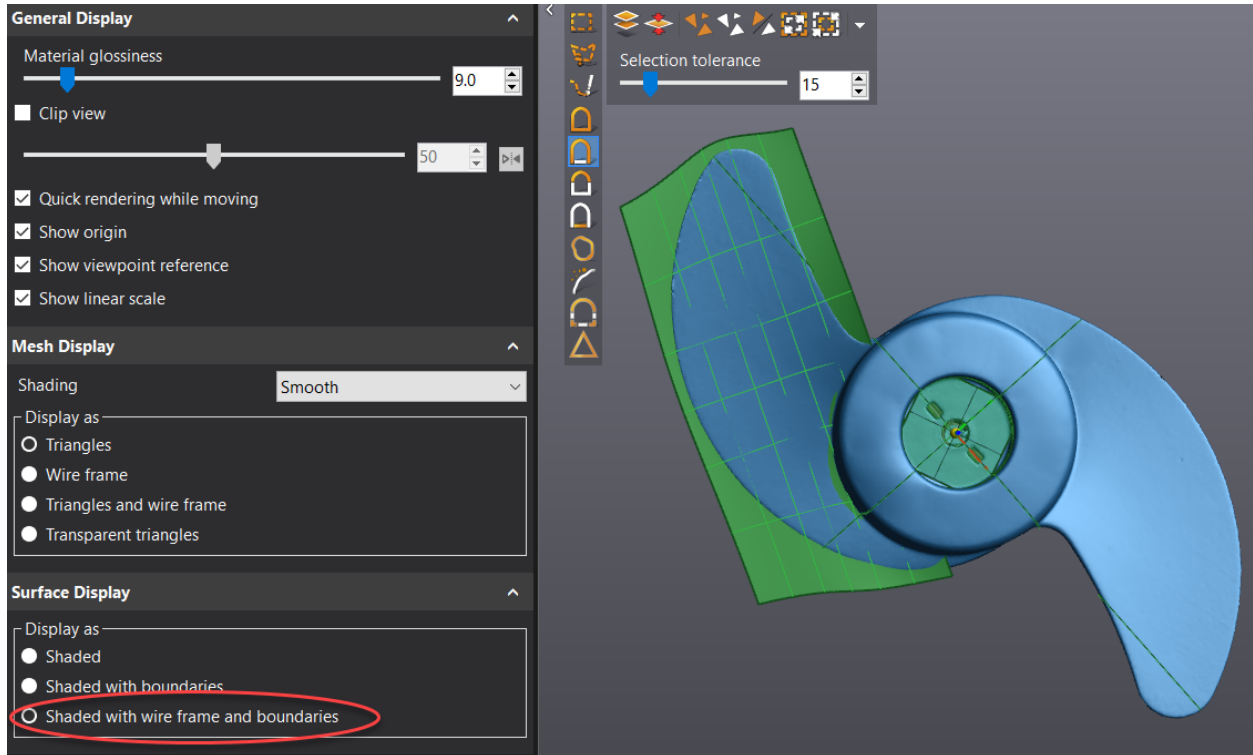 General Display
Material glossiness
9.0
Clip view
50
Quick rendering while moving
Show origin
Show viewpoint reference
Show linear scale
Mesh Display
Shading Smooth
Display as
Triangles
Wire frame
Triangles and wire frame
Transparent triangles
Surface Display
Display as
Shaded
Shaded with boundaries
Shaded with wire frame and boundaries
Selection tolerance
15